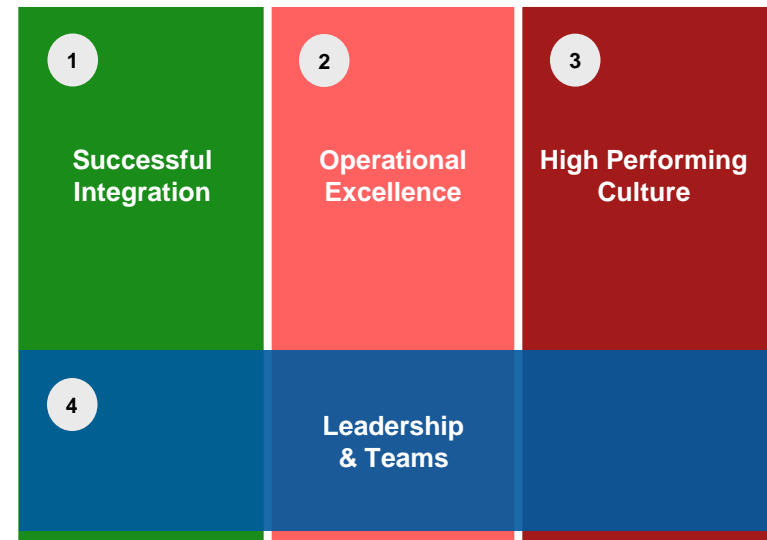 1
Successful
Integration
2
Operational
Excellence
3
High Performing
Culture
4
Leadership
& Teams